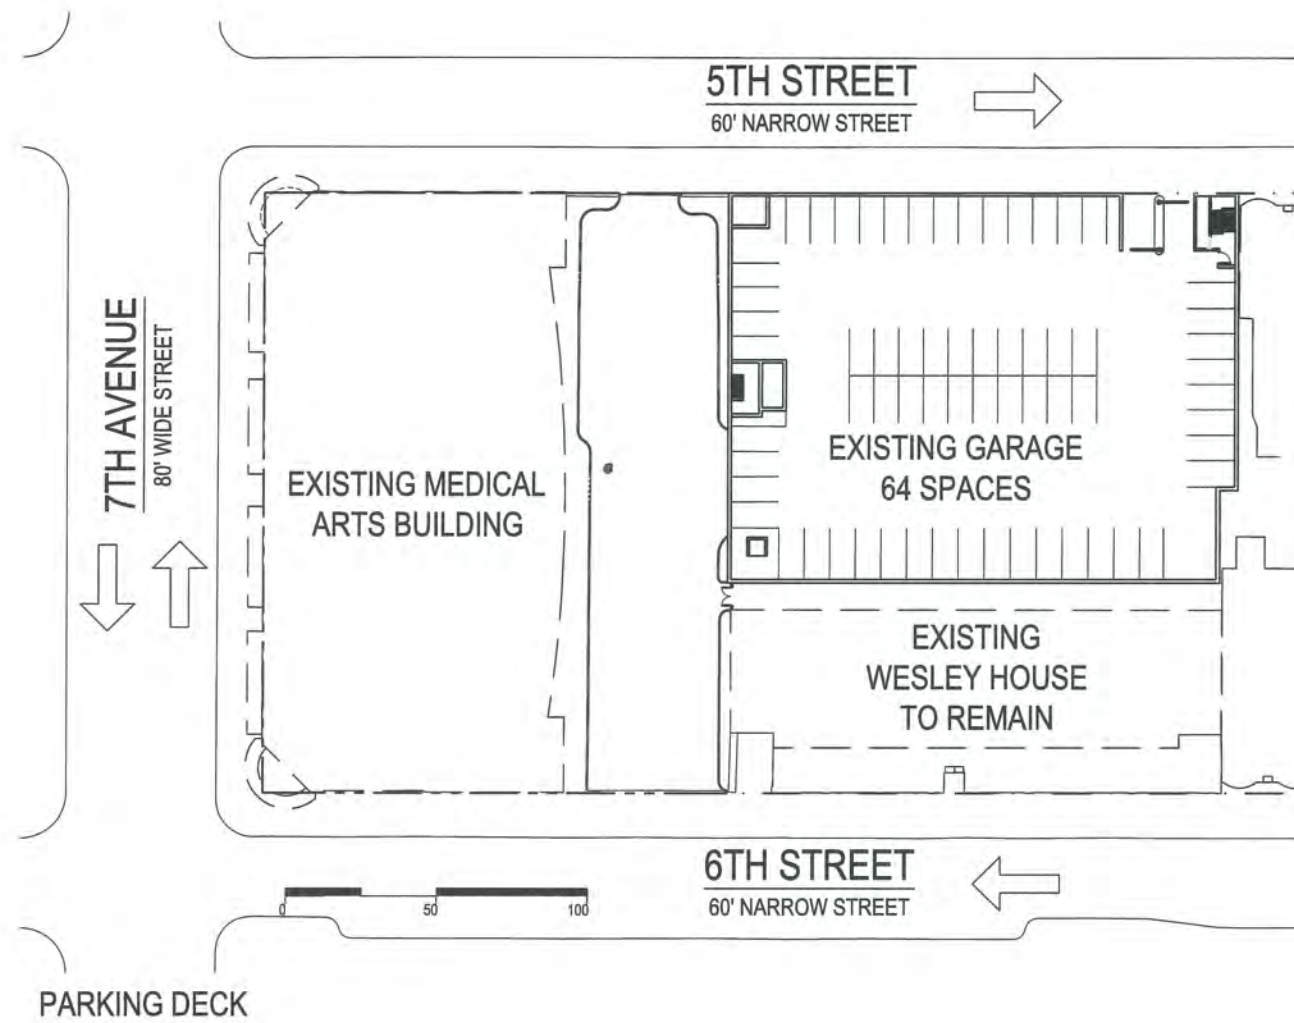 5TH STREET
60' NARROW STREET
7TH AVENUE
80' WIDE STREET
EXISTING MEDICAL
ARTS BUILDING
EXISTING GARAGE
64 SPACES
EXISTING
WESLEY HOUSE
TO REMAIN
6TH STREET
60' NARROW STREET
0 50 100
PARKING DECK